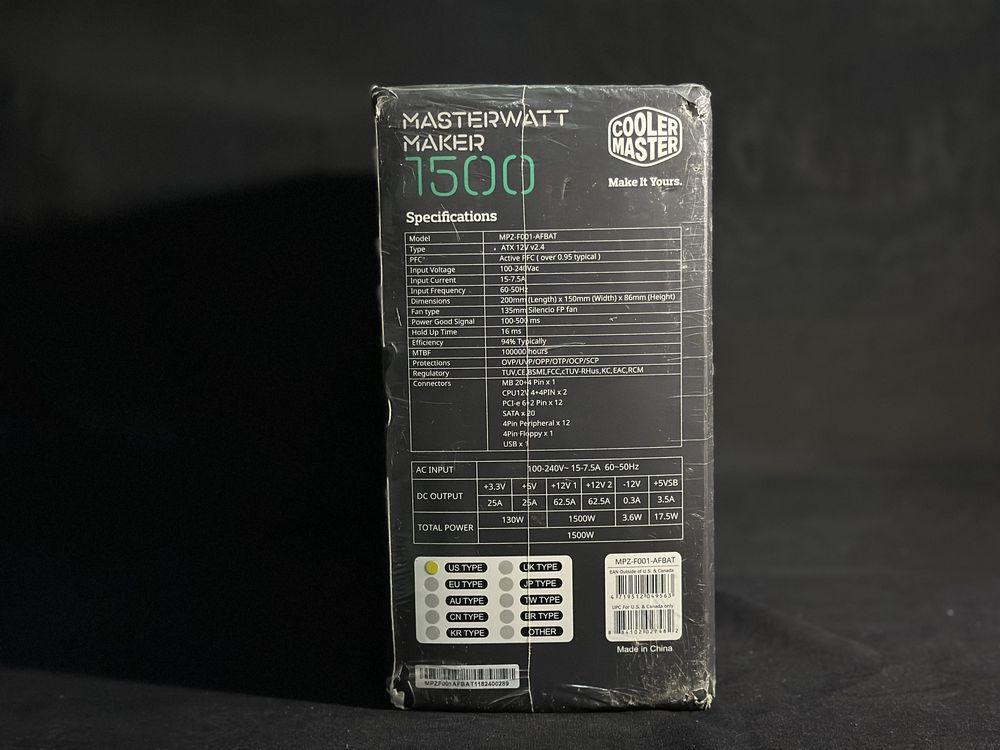 MASTERWATT
MAKER
1500
COOLER
MASTER
Make It Yours.
Specifications
Model MPZ-F001-AFBAT
Type ATX 12V v2.4
PFC Active PFC ( over 0.95 typical )
Input Voltage 100-240Vac
Input Current 15-7.5A
Input Frequency 60-50Hz
Dimensions 200mm (Length) x 150mm (Width) x 86mm (Height)
Fan type 135mm Silencio FP fan
Power Good Signal 100-500 ms
Hold Up Time 16 ms
Efficiency 94% Typically
MTBF 100000 hours
Protections OVP/UVP/OPP/OTP/OCP/SCP
Regulatory TUV,CE,BSMI,FCC,cTUV-RHus,KC,EAC,RCM
Connectors MB 20+4 Pin x 1
CPU12V 4+4PIN x 2
PCI-e 6+2 Pin x 12
SATA x 20
4Pin Peripheral x 12
4Pin Floppy x 1
USB x 1
AC INPUT 100-240V~ 15-7.5A 60~50Hz
DC OUTPUT +3.3V +5V +12V 1 +12V 2 -12V +5VSB
25A 25A 62.5A 62.5A 0.3A 3.5A
TOTAL POWER 130W 1500W 3.6W 17.5W
1500W
US TYPE UK TYPE
EU TYPE JP TYPE
AU TYPE TW TYPE
CN TYPE BR TYPE
KR TYPE OTHER
MPZ-F001-AFBAT
EAN Outside of U.S. & Canada
4 719512 049563
UPC For U.S. & Canada only
Made in China
MPZF001AFBAT1182400289